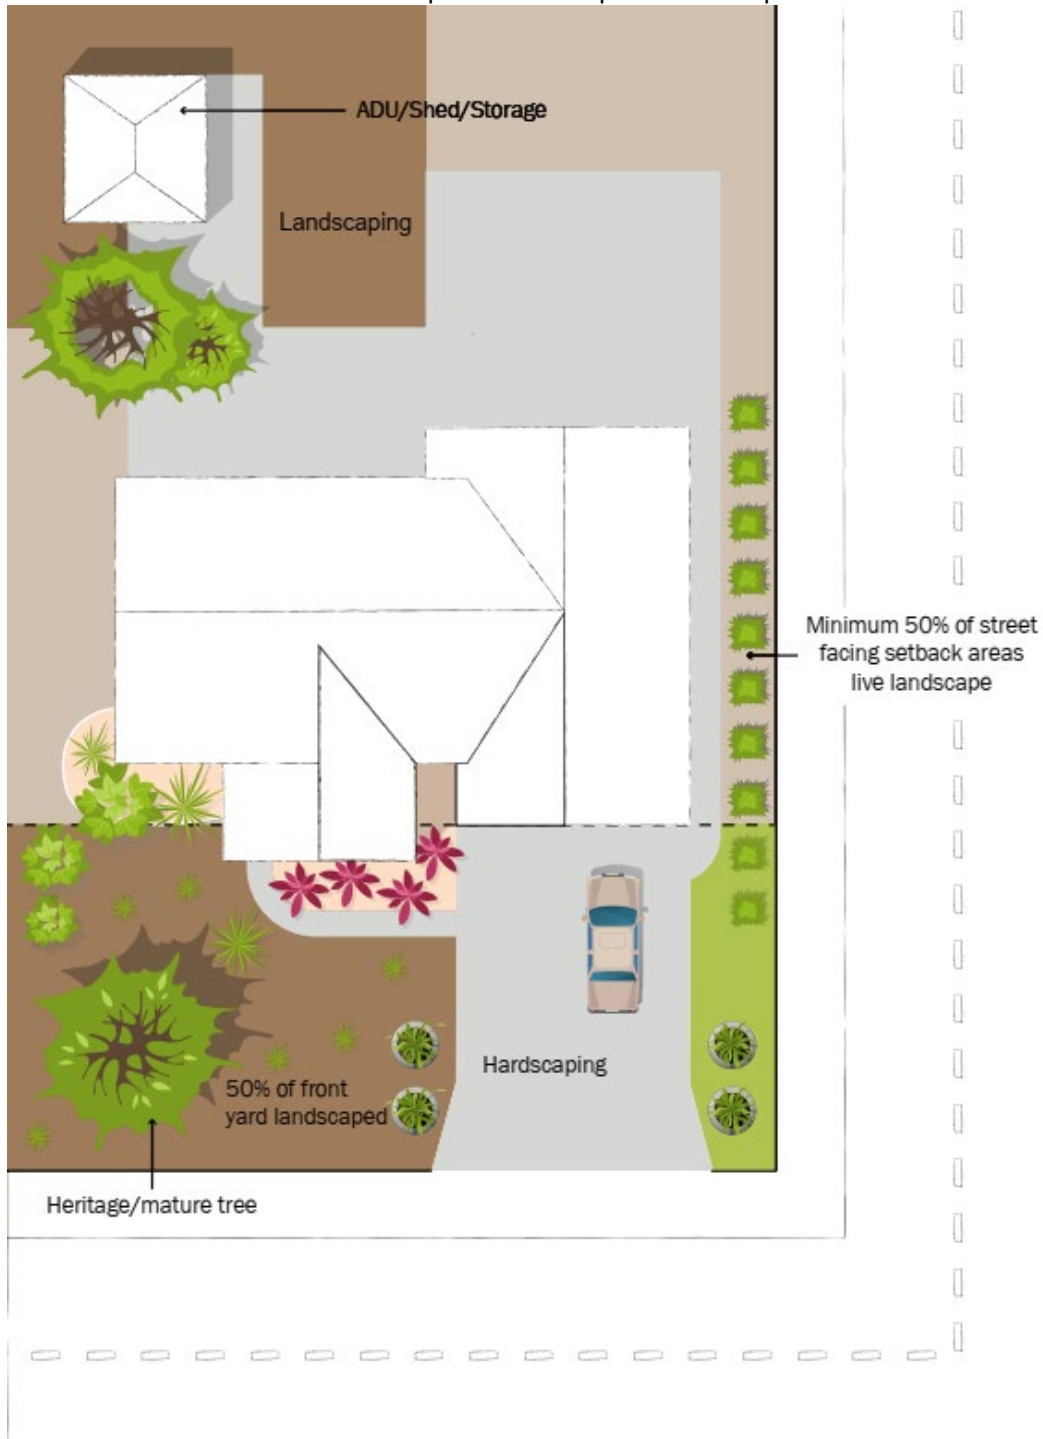 ADU/Shed/Storage
Landscaping
Minimum 50% of street
facing setback areas
live landscape
Hardscaping
50% of front
yard landscaped
Heritage/mature tree